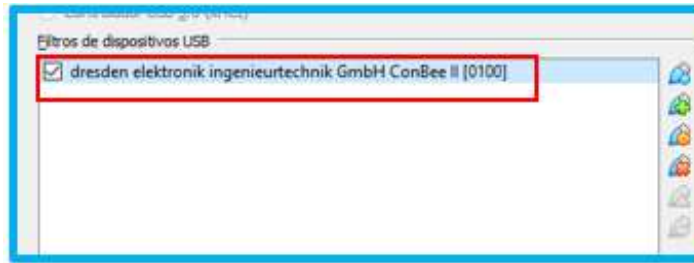 Filtros de dispositivos USB
dresden elektronik ingenieurtechnik GmbH ConBee II [0100]